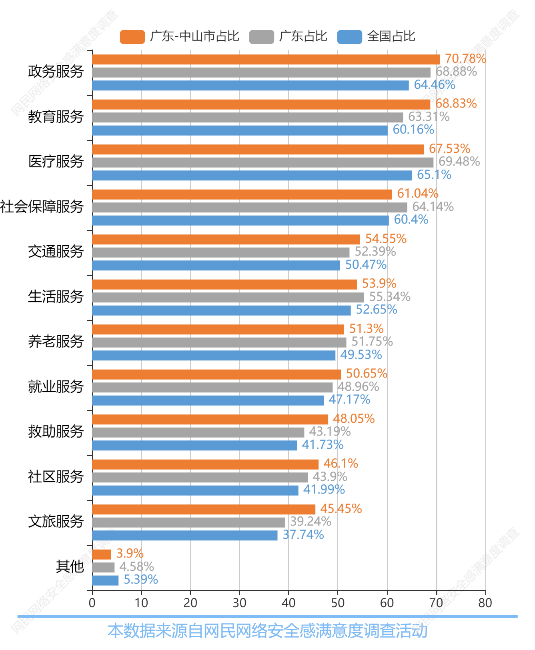 广东-中山市占比 广东占比 全国占比
政务服务 70.78% 68.88% 64.46%
教育服务 68.83% 63.31% 60.16%
医疗服务 67.53% 69.48% 65.1%
社会保障服务 61.04% 64.14% 60.4%
交通服务 54.55% 52.39% 50.47%
生活服务 53.9% 55.34% 52.65%
养老服务 51.3% 51.75% 49.53%
就业服务 50.65% 48.96% 47.17%
救助服务 48.05% 43.19% 41.73%
社区服务 46.1% 43.9% 41.99%
文旅服务 45.45% 39.24% 37.74%
其他 3.9% 4.58% 5.39%
0 10 20 30 40 50 60 70 80
本数据来源自网民网络安全感满意度调查活动